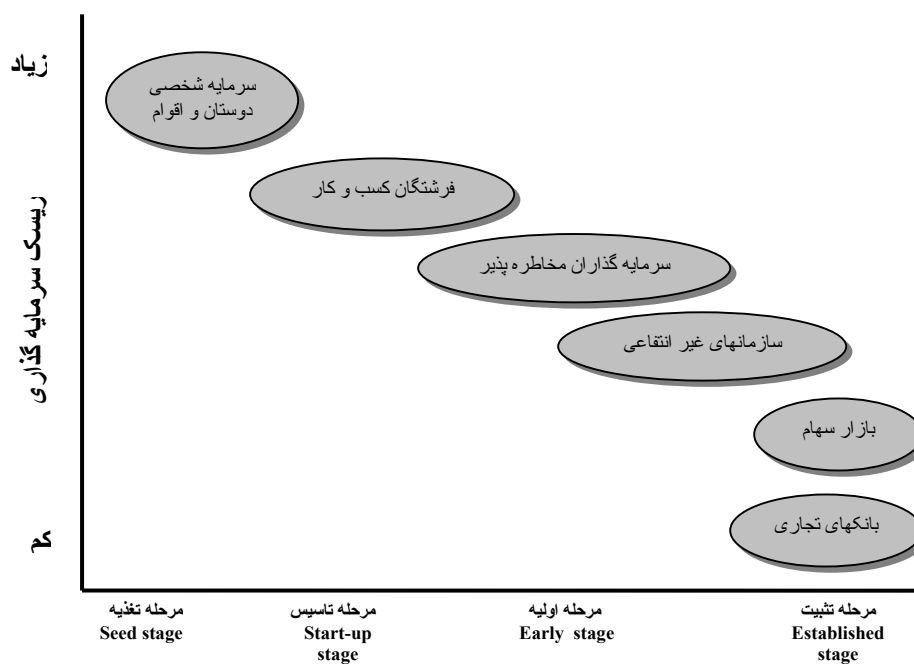 زیاد
سرمایه شخصی
دوستان و اقوام
فرشتگان کسب و کار
سرمایه گذاران مخاطره پذیر
سازمانهای غیر انتفاعی
بازار سهام
بانکهای تجاری
ریسک سرمایه گذاری
کم
مرحله تغذیه
Seed stage
مرحله تاسیس
Start-up
stage
مرحله اولیه
Early stage
مرحله تثبیت
Established
stage